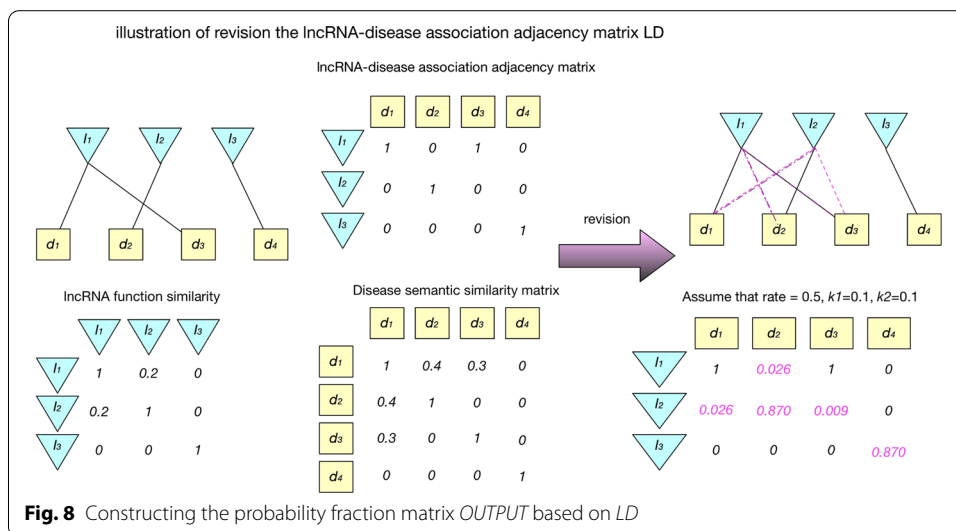 illustration of revision the lncRNA-disease association adjacency matrix LD
lncRNA-disease association adjacency matrix
l1 l2 l3
d1 d2 d3 d4
d1 d2 d3 d4
l1 1 0 1 0
l2 0 1 0 0
l3 0 0 0 1
revision
l1 l2 l3
d1 d2 d3 d4
lncRNA function similarity
l1 l2 l3
l1 1 0.2 0
l2 0.2 1 0
l3 0 0 1
Disease semantic similarity matrix
d1 d2 d3 d4
d1 1 0.4 0.3 0
d2 0.4 1 0 0
d3 0.3 0 1 0
d4 0 0 0 1
Assume that rate = 0.5, k1=0.1, k2=0.1
d1 d2 d3 d4
l1 1 0.026 1 0
l2 0.026 0.870 0.009 0
l3 0 0 0 0.870
Fig. 8 Constructing the probability fraction matrix OUTPUT based on LD